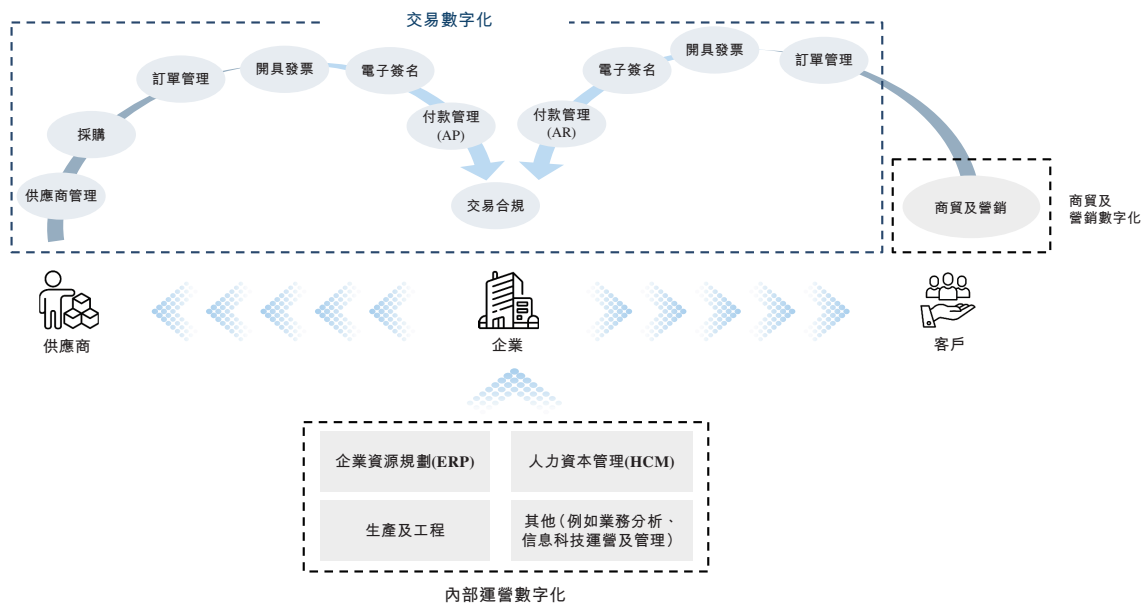 交易數字化
供應商管理
採購
訂單管理
開具發票
電子簽名
付款管理
(AP)
交易合規
付款管理
(AR)
電子簽名
開具發票
訂單管理
商貿及營銷
商貿及
營銷數字化
供應商
企業
客戶
企業資源規劃(ERP)
人力資本管理(HCM)
生產及工程
其他（例如業務分析、
信息科技運營及管理）
內部運營數字化